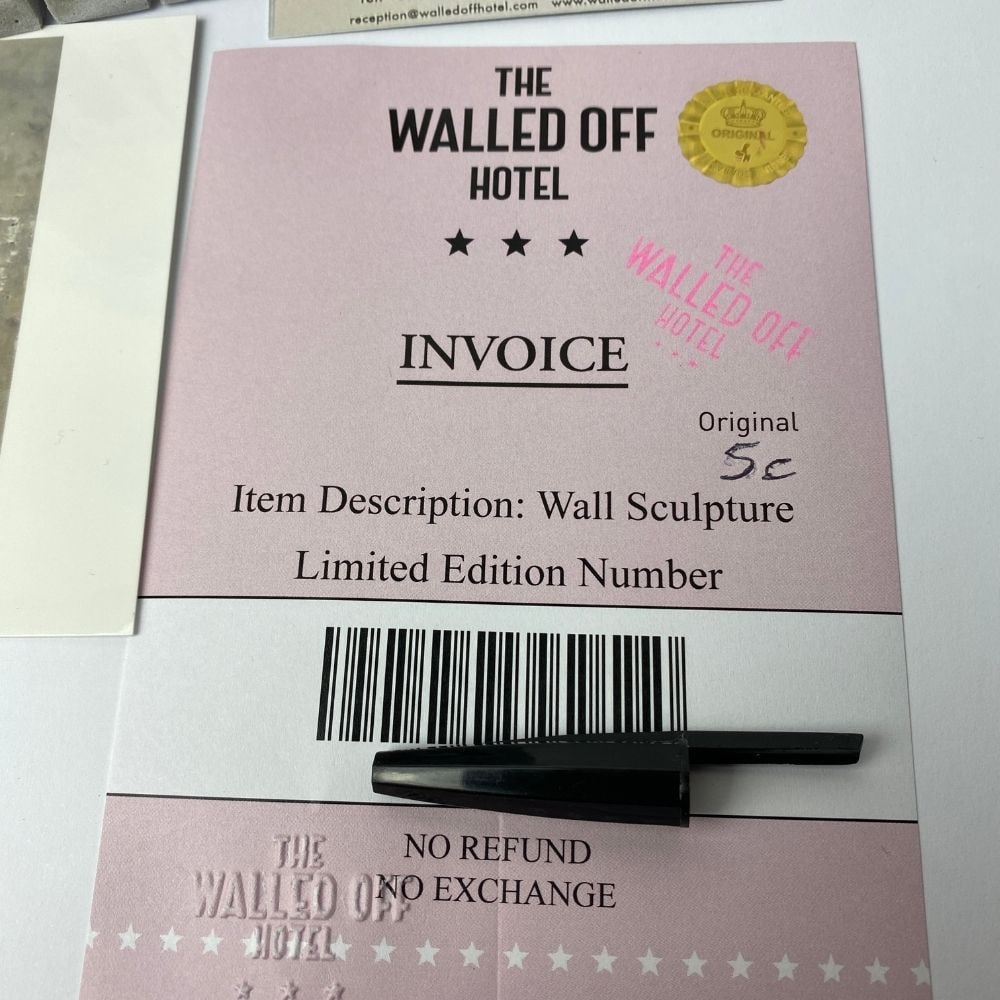 reception@walledoffhotel.com
THE
WALLED OFF
HOTEL
ORIGINAL
THE
WALLED OFF
HOTEL
INVOICE
Original
5c
Item Description: Wall Sculpture
Limited Edition Number
NO REFUND
NO EXCHANGE
THE
WALLED OFF
HOTEL